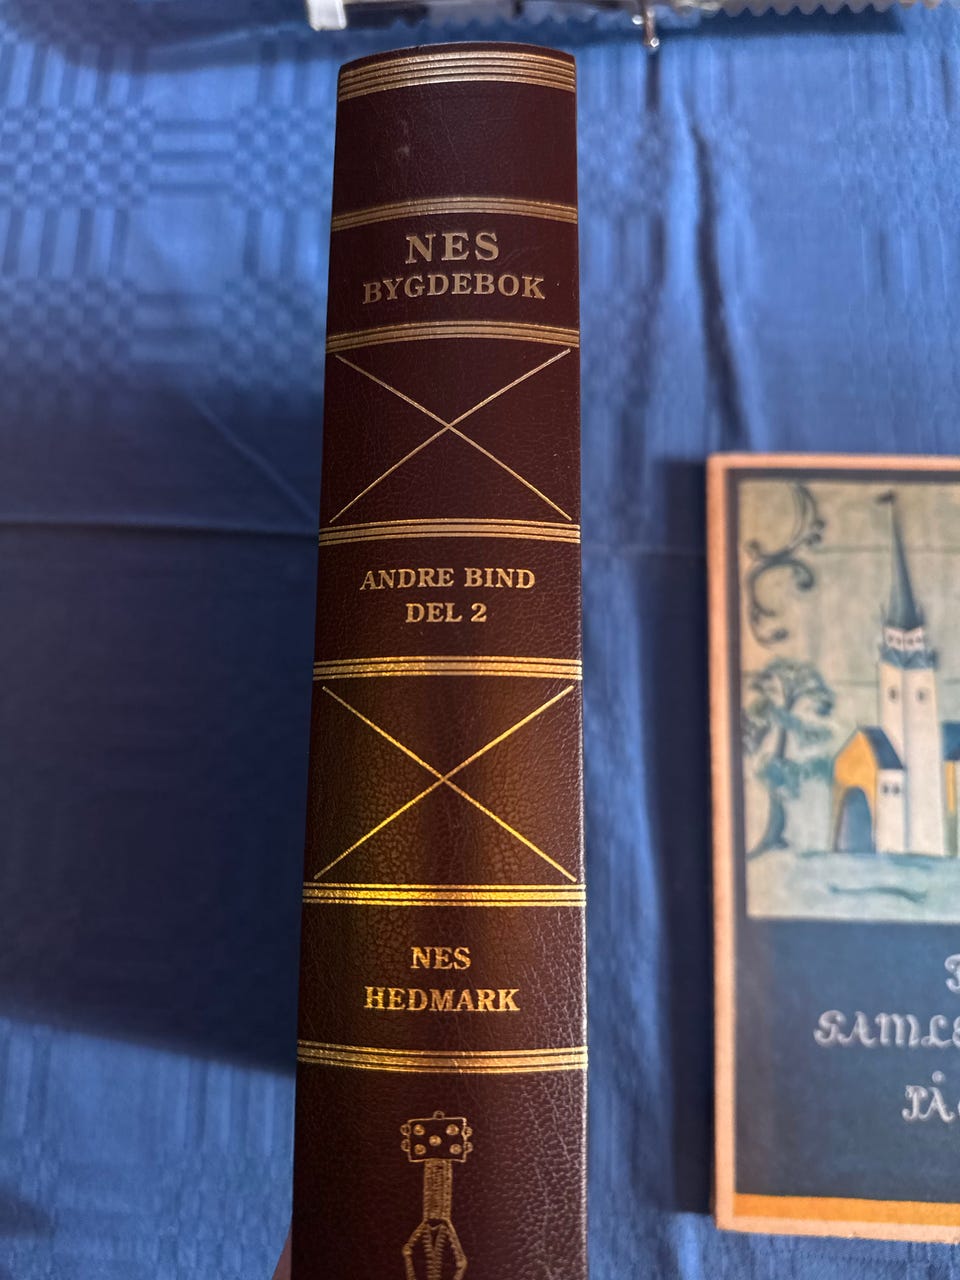 NES
BYGDEBOK
ANDRE BIND
DEL 2
NES
HEDMARK